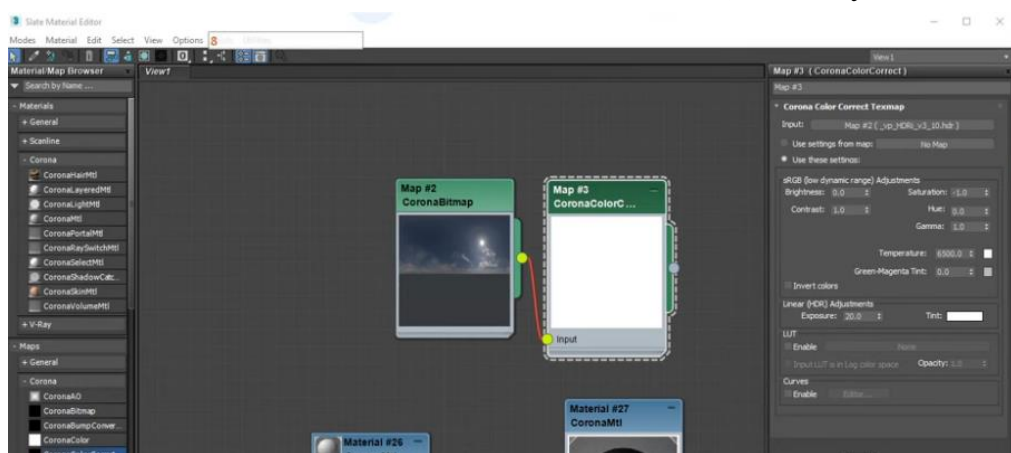 Slate Material Editor
Modes Material Edit Select View Options
8
View1
Material/Map Browser
View1
Map #3 ( CoronaColorCorrect )
Search by Name ...
Map #3
- Materials
+ General
+ Scanline
- Corona
CoronaHairMtl
CoronaLayeredMtl
CoronaLightMtl
CoronaMtl
CoronaPortalMtl
CoronaRaySwitchMtl
CoronaSelectMtl
CoronaShadowCatc...
CoronaSkinMtl
CoronaVolumeMtl
+ V-Ray
- Maps
+ General
- Corona
CoronaAO
CoronaBitmap
CoronaBumpConver...
CoronaColor
Map #2
CoronaBitmap
Map #3
CoronaColorC...
Input
Material #27
CoronaMtl
Material #26
Corona Color Correct Texmap
Input: Map #2 ( _vp_HDRs_v3_10.hdr )
Use settings from map: No Map
Use these settings:
sRGB (low dynamic range) Adjustments
Brightness: 0.0 Saturation: -1.0
Contrast: 1.0 Hue: 0.0
Gamma: 1.0
Temperature: 6500.0
Green-Magenta Tint: 0.0
Invert colors
Linear (HDR) Adjustments
Exposure: 20.0 Tint:
LUT
Enable None
Input LUT is in Log color space Opacity: 1.0
Curves
Enable Editor...